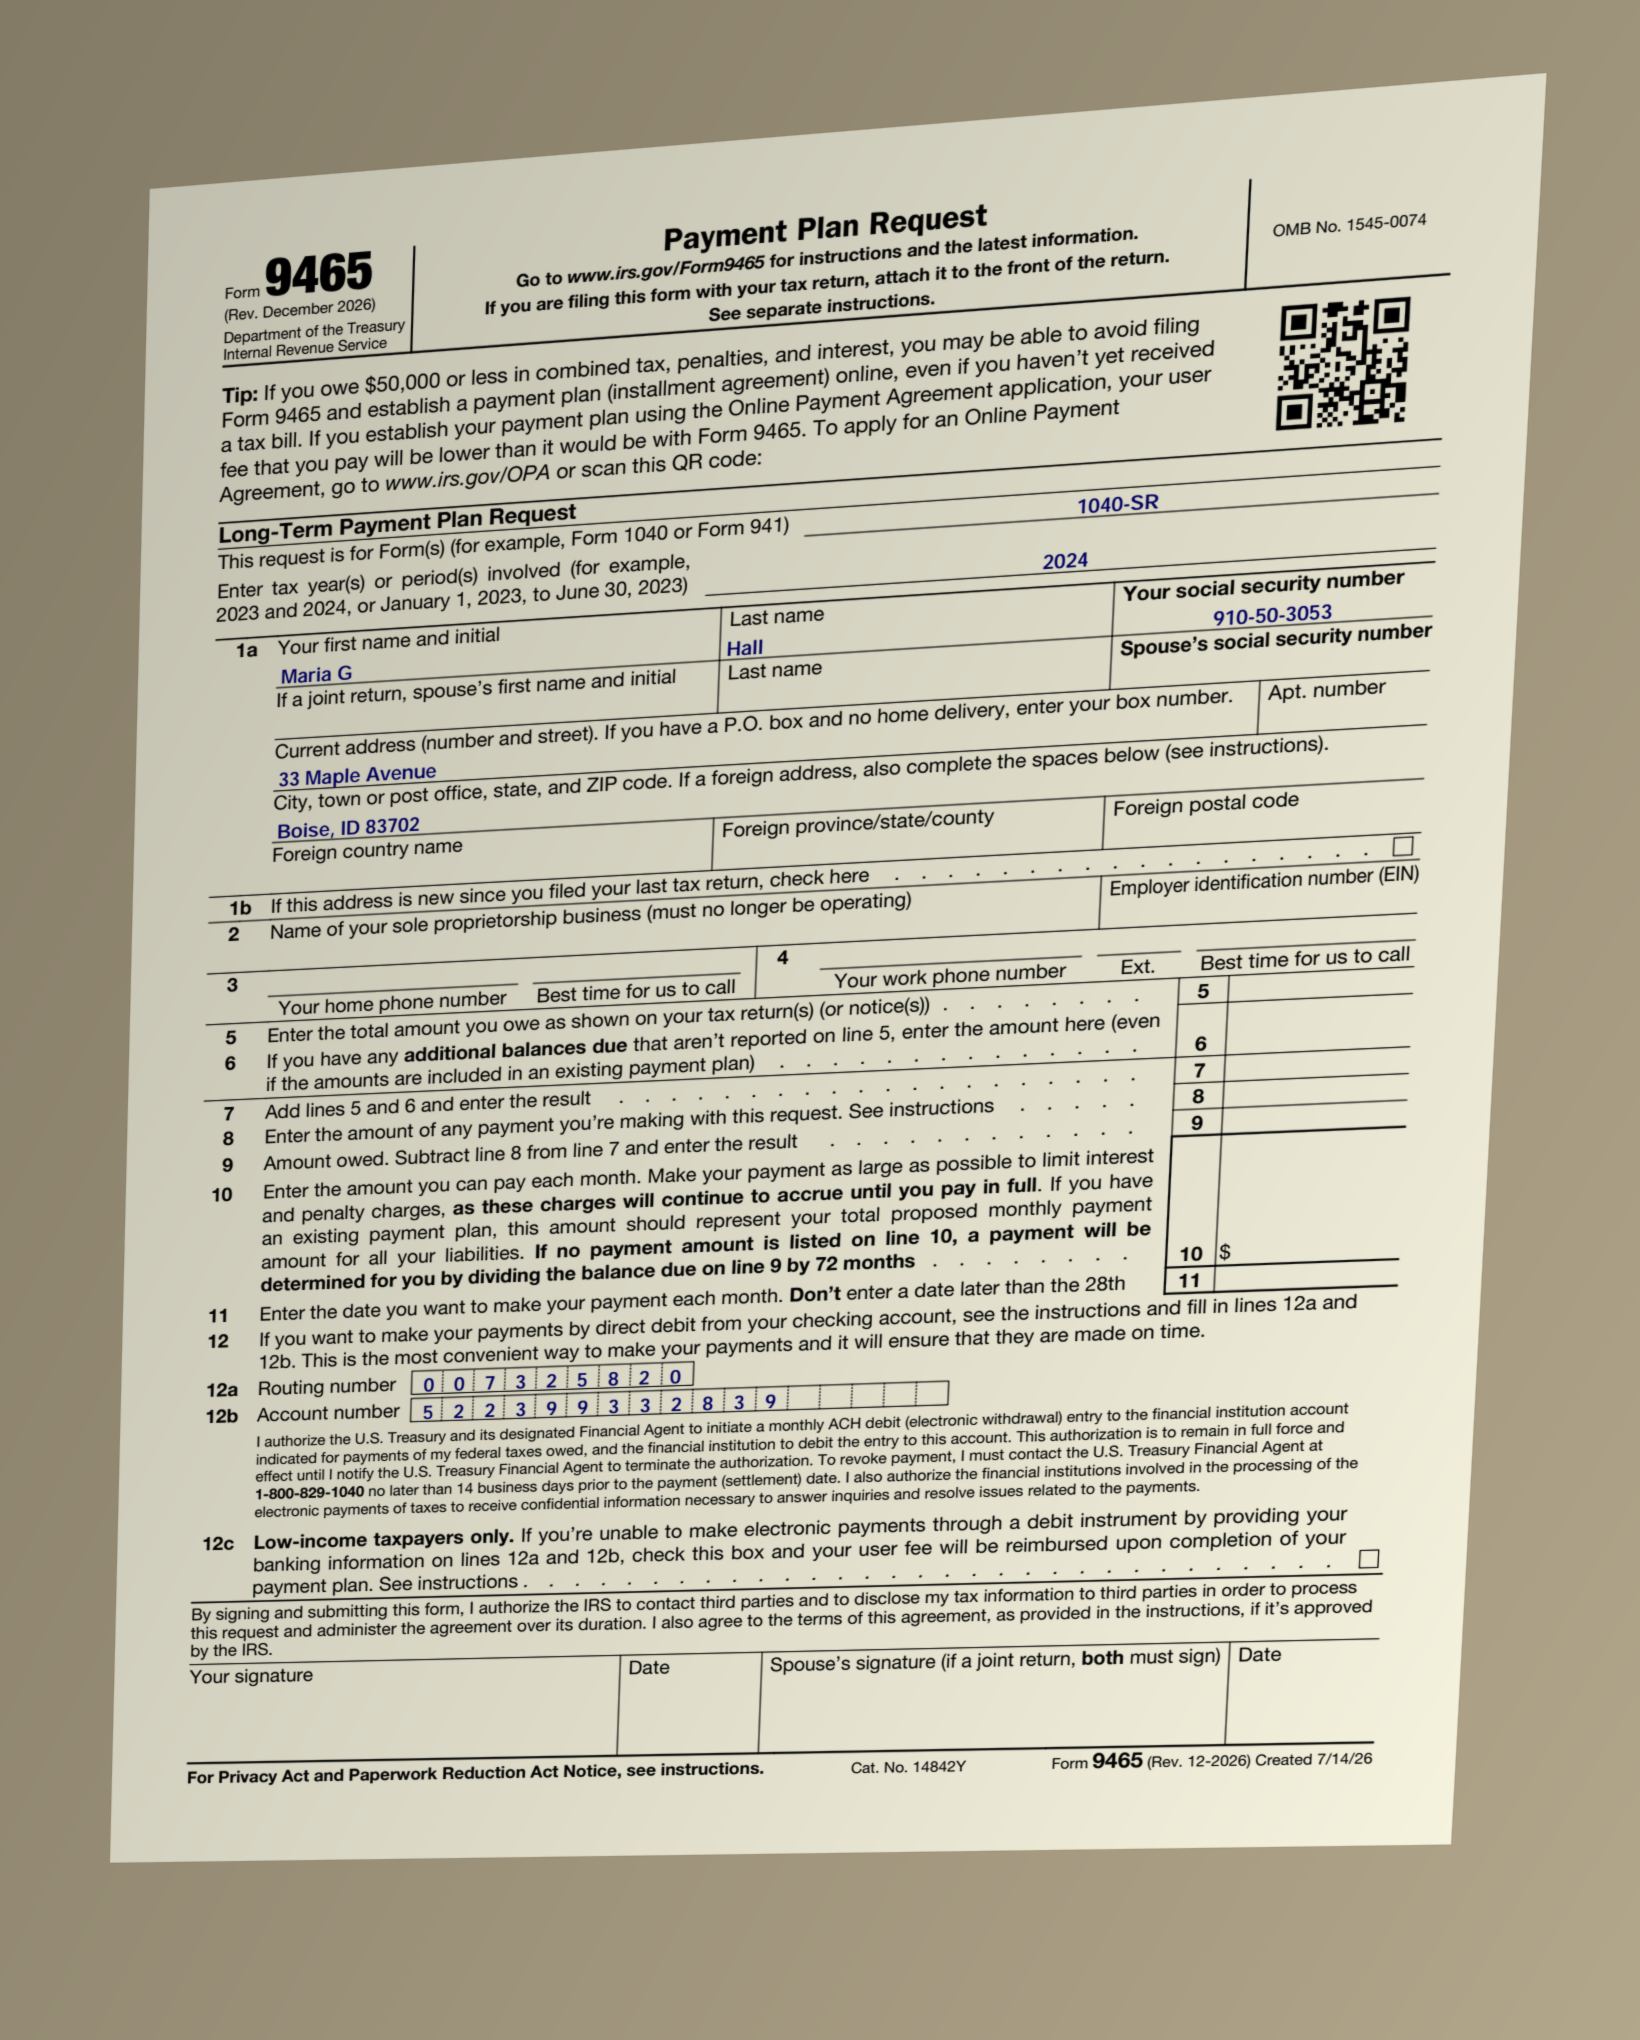 Form 9465
(Rev. December 2026)
Department of the Treasury
Internal Revenue Service
Payment Plan Request
Go to www.irs.gov/Form9465 for instructions and the latest information.
If you are filing this form with your tax return, attach it to the front of the return.
See separate instructions.
OMB No. 1545-0074
Tip: If you owe $50,000 or less in combined tax, penalties, and interest, you may be able to avoid filing
Form 9465 and establish a payment plan (installment agreement) online, even if you haven't yet received
a tax bill. If you establish your payment plan using the Online Payment Agreement application, your user
fee that you pay will be lower than it would be with Form 9465. To apply for an Online Payment
Agreement, go to www.irs.gov/OPA or scan this QR code:
Long-Term Payment Plan Request
This request is for Form(s) (for example, Form 1040 or Form 941) 1040-SR
Enter tax year(s) or period(s) involved (for example,
2023 and 2024, or January 1, 2023, to June 30, 2023) 2024
1a Your first name and initial
Maria G
Last name
Hall
Your social security number
910-50-3053
If a joint return, spouse's first name and initial
Last name
Spouse's social security number
Current address (number and street). If you have a P.O. box and no home delivery, enter your box number.
33 Maple Avenue
Apt. number
City, town or post office, state, and ZIP code. If a foreign address, also complete the spaces below (see instructions).
Boise, ID 83702
Foreign country name
Foreign province/state/county
Foreign postal code
1b If this address is new since you filed your last tax return, check here . . . . . . . . . . . . . . . . . .
2 Name of your sole proprietorship business (must no longer be operating)
Employer identification number (EIN)
3 Your home phone number Best time for us to call
4 Your work phone number Ext. Best time for us to call
5 Enter the total amount you owe as shown on your tax return(s) (or notice(s)) . . . . . . . . 5
6 If you have any additional balances due that aren't reported on line 5, enter the amount here (even
if the amounts are included in an existing payment plan) . . . . . . . . . . . . . . 6
7 Add lines 5 and 6 and enter the result . . . . . . . . . . . . . . . . . . . . 7
8 Enter the amount of any payment you're making with this request. See instructions . . . . . 8
9 Amount owed. Subtract line 8 from line 7 and enter the result . . . . . . . . . . . . 9
10 Enter the amount you can pay each month. Make your payment as large as possible to limit interest
and penalty charges, as these charges will continue to accrue until you pay in full. If you have
an existing payment plan, this amount should represent your total proposed monthly payment
amount for all your liabilities. If no payment amount is listed on line 10, a payment will be
determined for you by dividing the balance due on line 9 by 72 months . . . . . . . . 10 $
11 Enter the date you want to make your payment each month. Don't enter a date later than the 28th 11
12 If you want to make your payments by direct debit from your checking account, see the instructions and fill in lines 12a and
12b. This is the most convenient way to make your payments and it will ensure that they are made on time.
12a Routing number 0 0 7 3 2 5 8 2 0
12b Account number 5 2 2 3 9 9 3 3 2 8 3 9
I authorize the U.S. Treasury and its designated Financial Agent to initiate a monthly ACH debit (electronic withdrawal) entry to the financial institution account
indicated for payments of my federal taxes owed, and the financial institution to debit the entry to this account. This authorization is to remain in full force and
effect until I notify the U.S. Treasury Financial Agent to terminate the authorization. To revoke payment, I must contact the U.S. Treasury Financial Agent at
1-800-829-1040 no later than 14 business days prior to the payment (settlement) date. I also authorize the financial institutions involved in the processing of the
electronic payments of taxes to receive confidential information necessary to answer inquiries and resolve issues related to the payments.
12c Low-income taxpayers only. If you're unable to make electronic payments through a debit instrument by providing your
banking information on lines 12a and 12b, check this box and your user fee will be reimbursed upon completion of your
payment plan. See instructions . . . . . . . . . . . . . . . . . . . . . . . . . . . . . . .
By signing and submitting this form, I authorize the IRS to contact third parties and to disclose my tax information to third parties in order to process
this request and administer the agreement over its duration. I also agree to the terms of this agreement, as provided in the instructions, if it's approved
by the IRS.
Your signature
Date
Spouse's signature (if a joint return, both must sign)
Date
For Privacy Act and Paperwork Reduction Act Notice, see instructions.
Cat. No. 14842Y
Form 9465 (Rev. 12-2026) Created 7/14/26